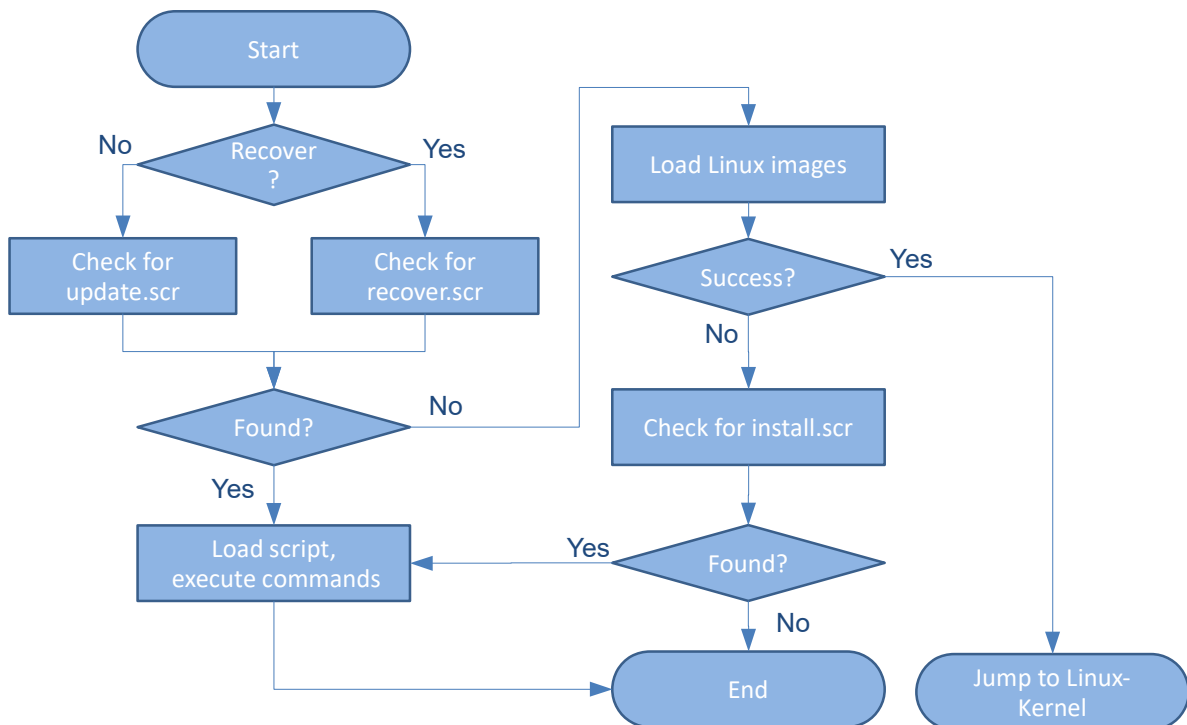 Start
No
Recover
?
Yes
Load Linux images
Check for
update.scr
Check for
recover.scr
Success?
Yes
No
Found?
No
Check for install.scr
Yes
Load script,
execute commands
Yes
Found?
No
End
Jump to Linux-
Kernel